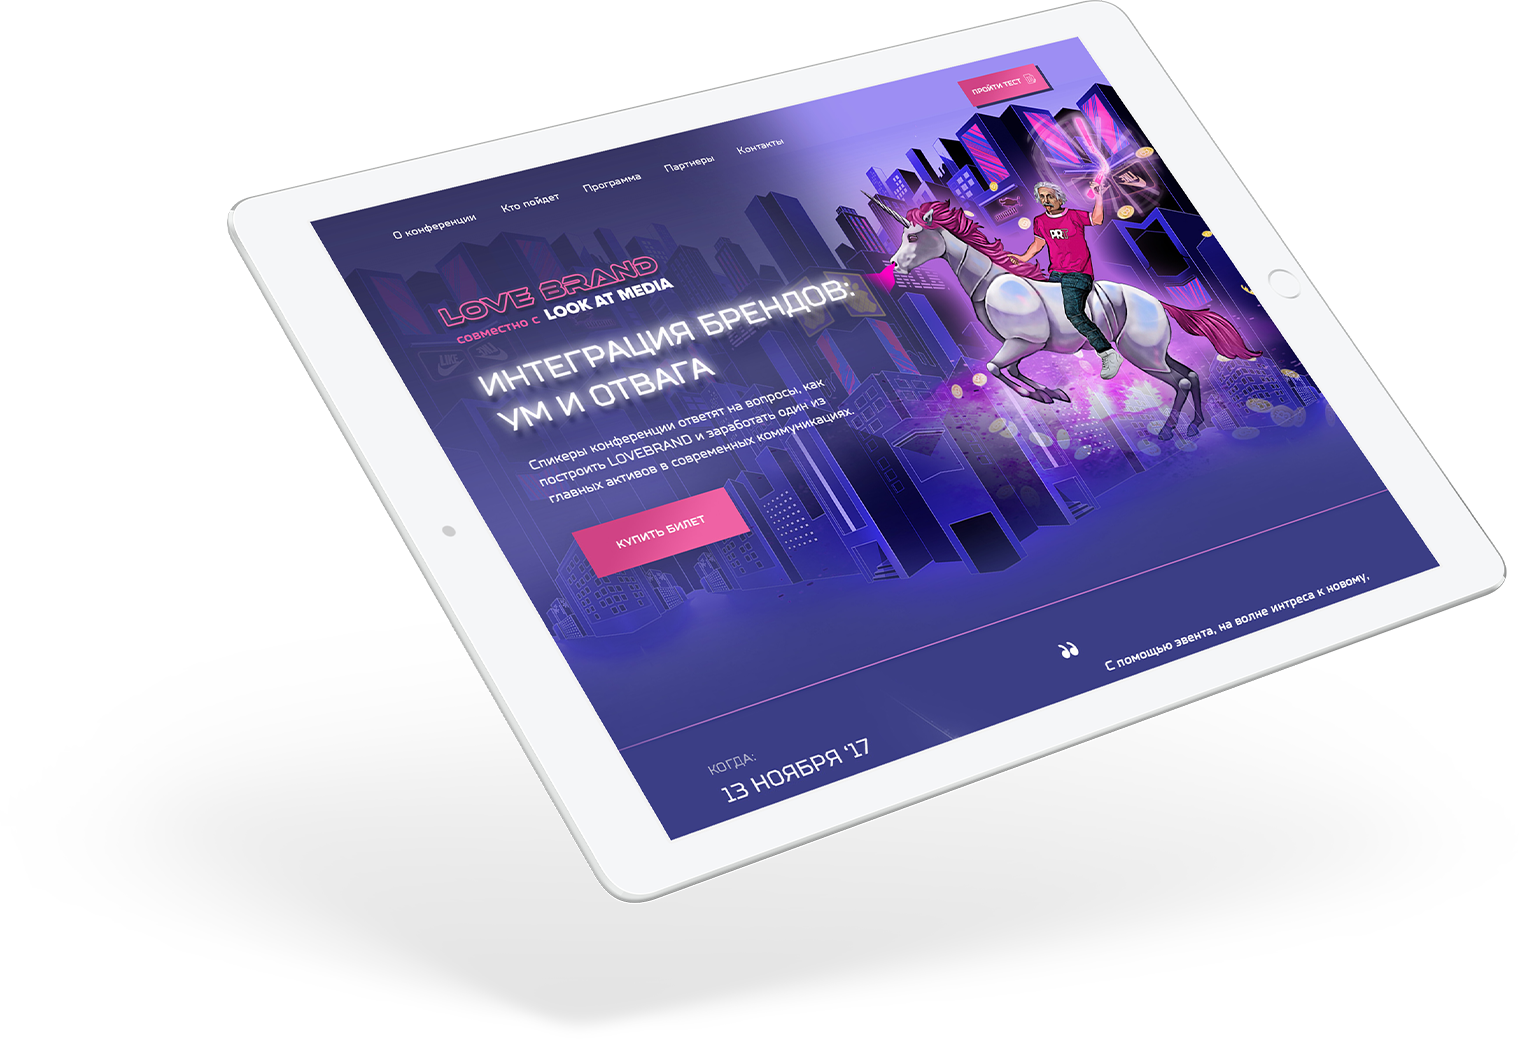 О конференции
Кто пойдет
Программа
Партнеры
Контакты
ПРОЙТИ ТЕСТ
LOVE BRAND
совместно с LOOK AT MEDIA
ИНТЕГРАЦИЯ БРЕНДОВ:
УМ И ОТВАГА
Спикеры конференции ответят на вопросы, как
построить LOVEBRAND и заработать один из
главных активов в современных коммуникациях.
КУПИТЬ БИЛЕТ
LIKE
“
С помощью эвента, на волне интреса к новому,
КОГДА:
13 НОЯБРЯ ‘17